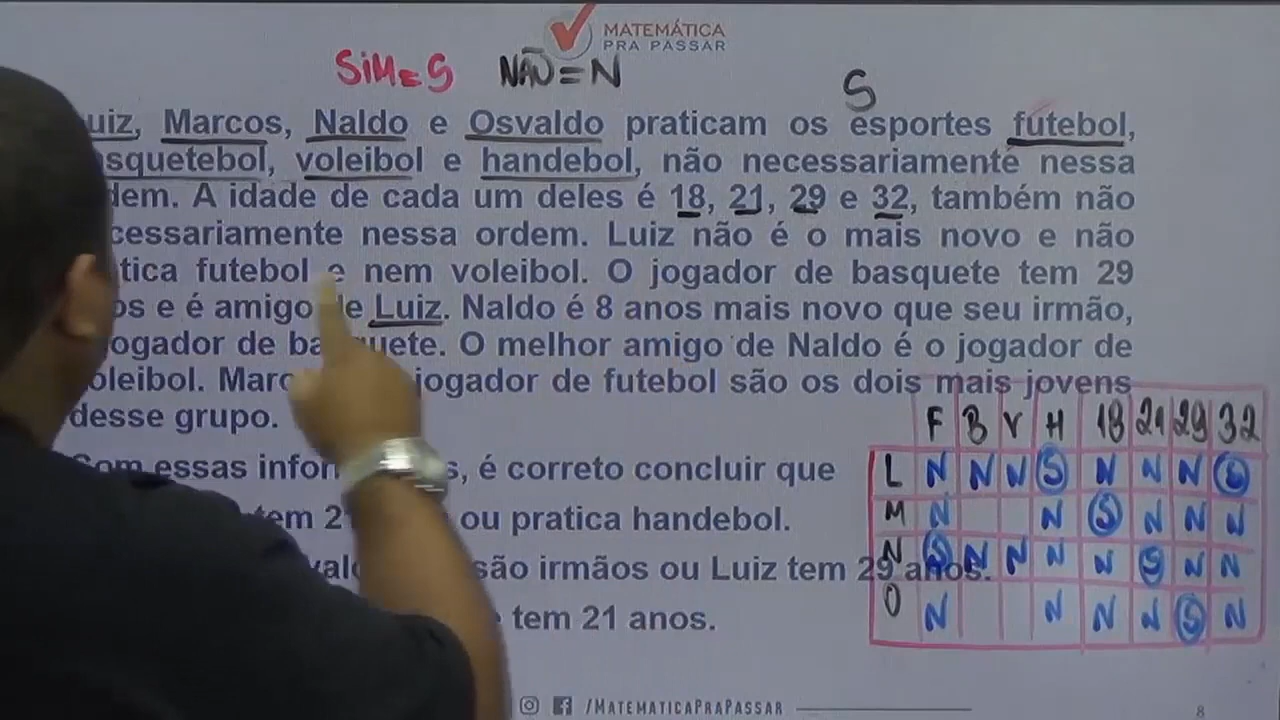 MATEMÁTICA
PRA PASSAR
SiM=S NÃO=N
S
uiz, Marcos, Naldo e Osvaldo praticam os esportes futebol,
squetebol, voleibol e handebol, não necessariamente nessa
dem. A idade de cada um deles é 18, 21, 29 e 32, também não
cessariamente nessa ordem. Luiz não é o mais novo e não
tica futebol e nem voleibol. O jogador de basquete tem 29
os e é amigo de Luiz. Naldo é 8 anos mais novo que seu irmão,
jogador de basquete. O melhor amigo de Naldo é o jogador de
oleibol. Marc jogador de futebol são os dois mais jovens
desse grupo.
F B V H 18 21 29 32
Com essas infor s, é correto concluir que
L N N N S N N N S
tem 2 ou pratica handebol.
M N N S N N N
N S N N N N S N N
val são irmãos ou Luiz tem 29 anos.
O N N N N S N
tem 21 anos.
/MATEMATICAPRAPASSAR
8